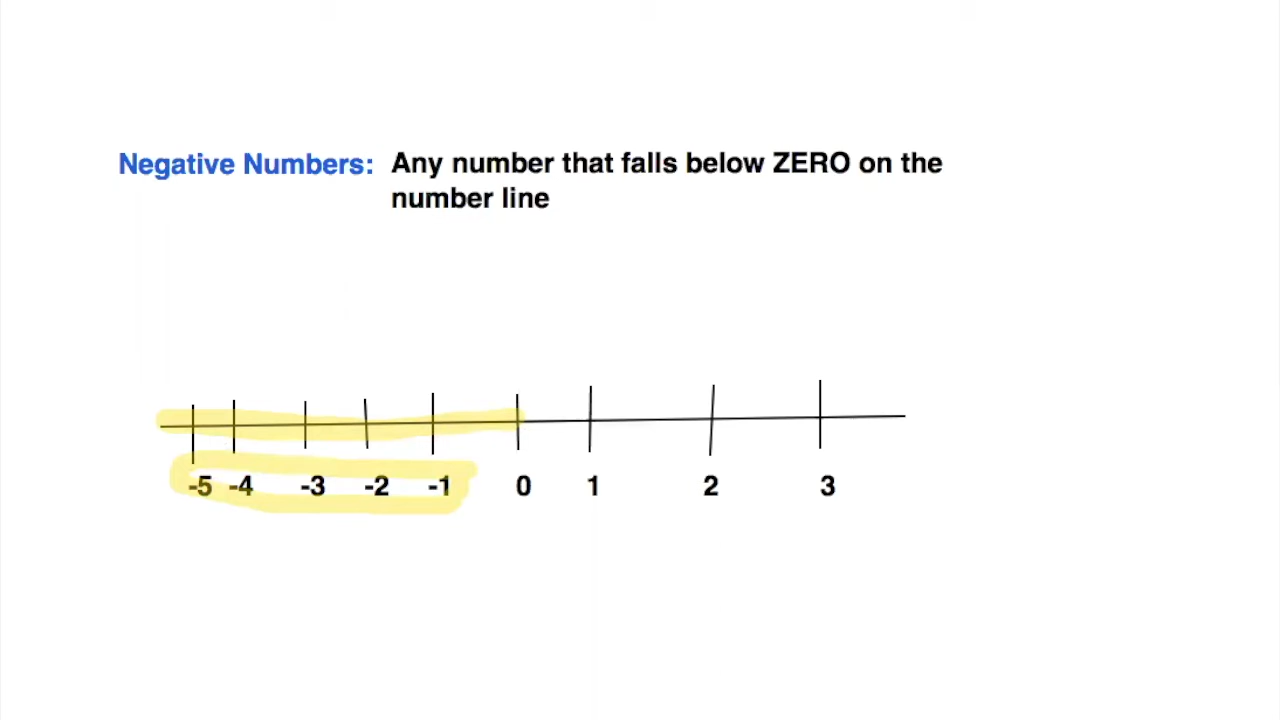 Negative Numbers: Any number that falls below ZERO on the
number line
-5 -4 -3 -2 -1 0 1 2 3